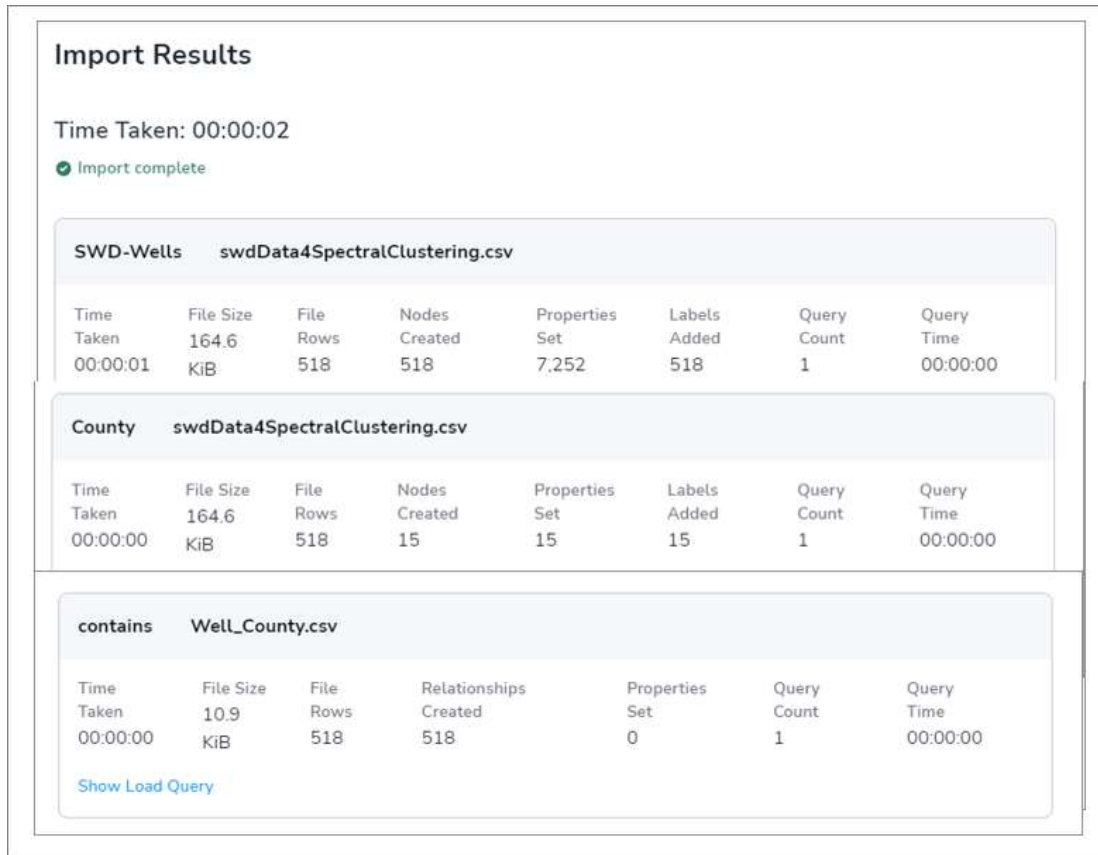 Import Results
Time Taken: 00:00:02
Import complete
SWD-Wells swdData4SpectralClustering.csv
Time File Size File Nodes Properties Labels Query Query
Taken 164.6 Rows Created Set Added Count Time
00:00:01 KiB 518 518 7,252 518 1 00:00:00
County swdData4SpectralClustering.csv
Time File Size File Nodes Properties Labels Query Query
Taken 164.6 Rows Created Set Added Count Time
00:00:00 KiB 518 15 15 15 1 00:00:00
contains Well_County.csv
Time File Size File Relationships Properties Query Query
Taken 10.9 Rows Created Set Count Time
00:00:00 KiB 518 518 0 1 00:00:00
Show Load Query